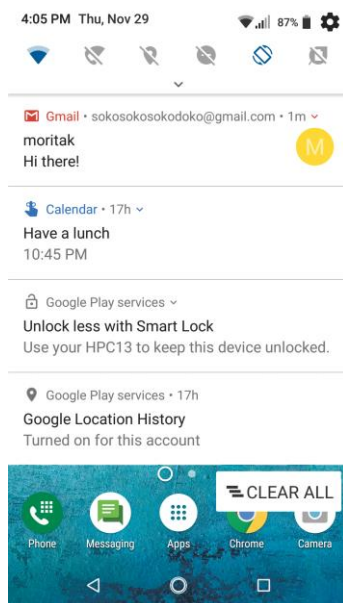 4:05 PM Thu, Nov 29 87%
Gmail • sokosokosokodoko@gmail.com • 1m
moritak
Hi there!
M
Calendar • 17h
Have a lunch
10:45 PM
Google Play services
Unlock less with Smart Lock
Use your HPC13 to keep this device unlocked.
Google Play services • 17h
Google Location History
Turned on for this account
CLEAR ALL
Phone Messaging Apps Chrome Camera